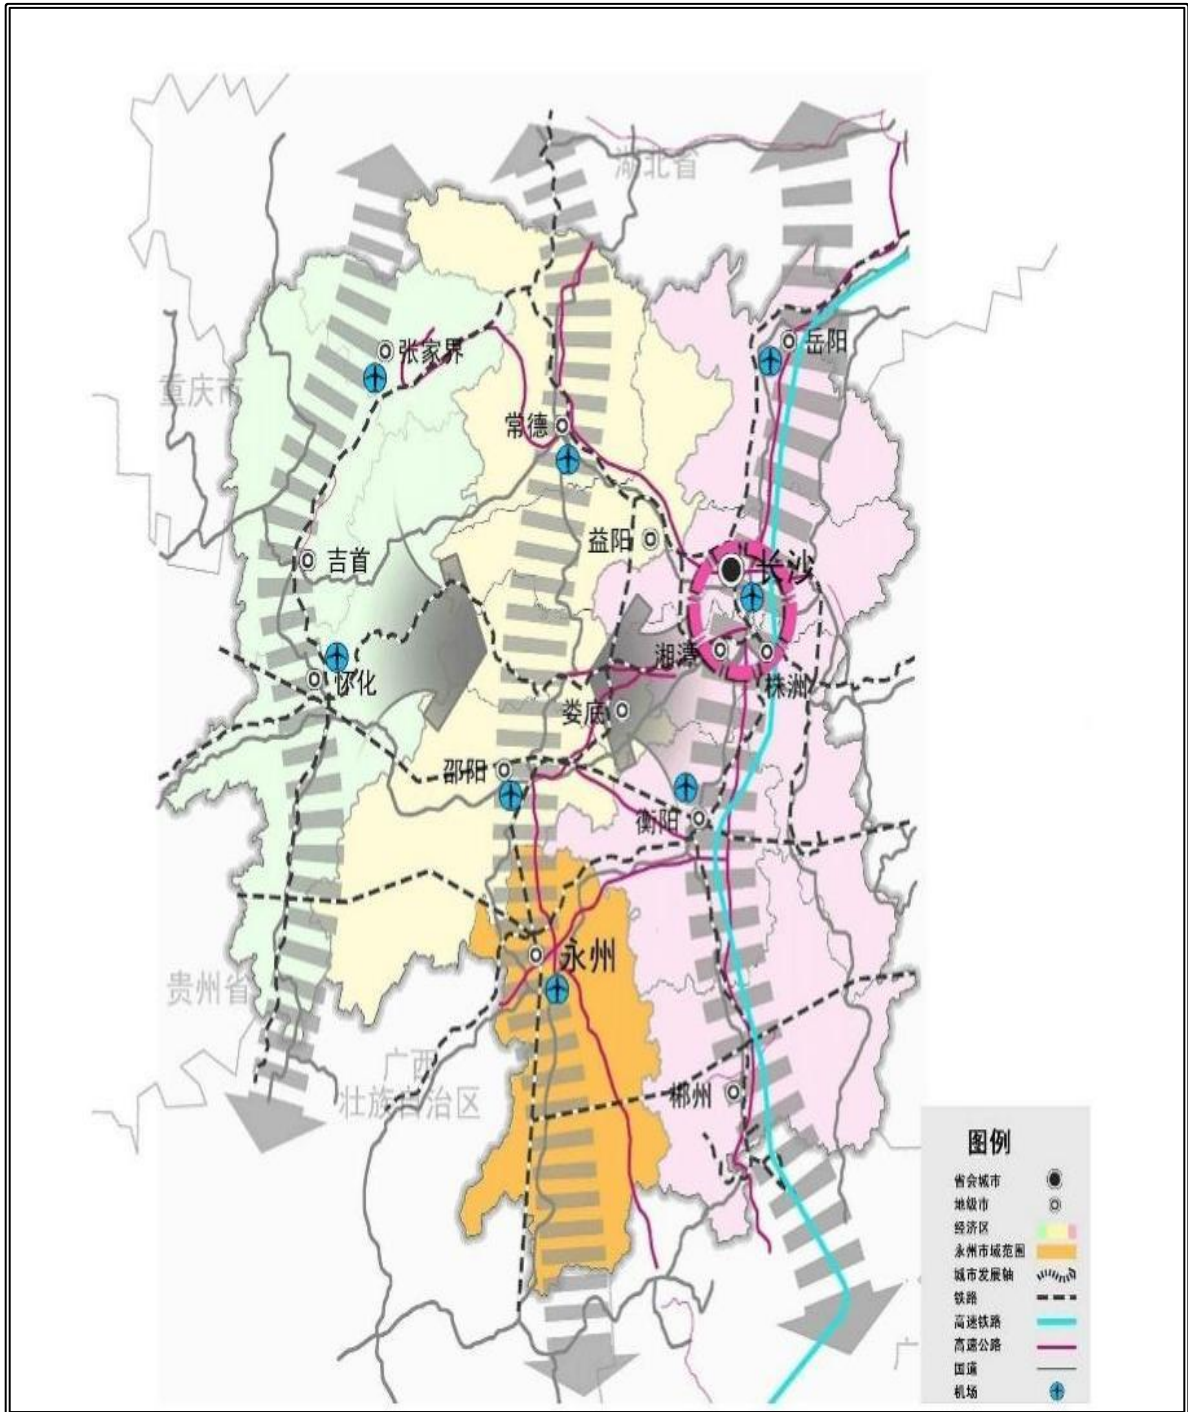 湖北省
岳阳
张家界
重庆市
常德
益阳
吉首
长沙
湘潭
株洲
怀化
娄底
邵阳
衡阳
永州
贵州省
广西
壮族自治区
郴州
广
图例
省会城市
地级市
经济区
永州市域范围
城市发展轴
铁路
高速铁路
高速公路
国道
机场